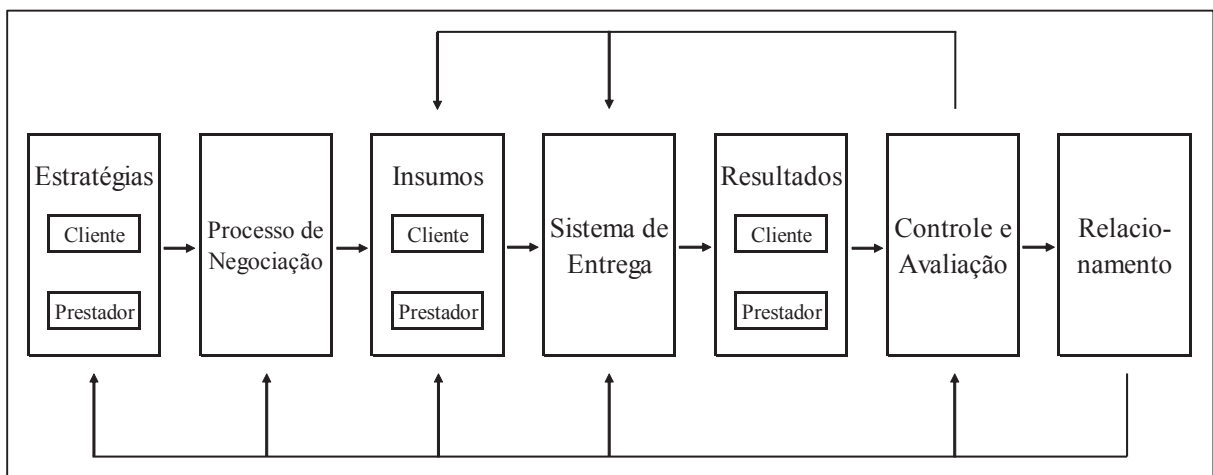 Estratégias
Cliente
Prestador
Processo de
Negociação
Insumos
Cliente
Prestador
Sistema de
Entrega
Resultados
Cliente
Prestador
Controle e
Avaliação
Relacio-
namento